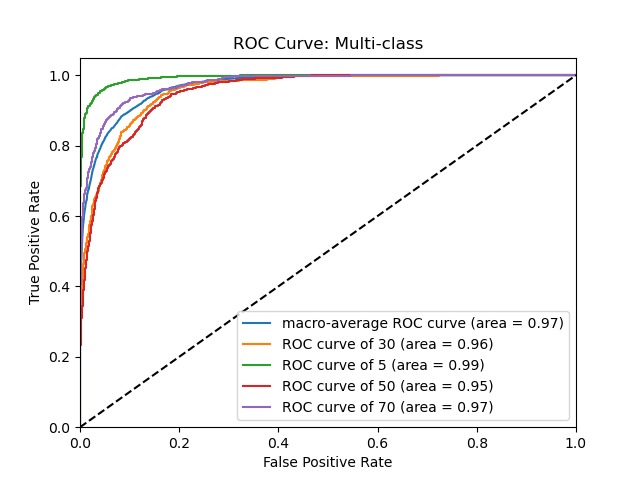 ROC Curve: Multi-class
True Positive Rate
1.0
0.8
0.6
0.4
0.2
0.0
macro-average ROC curve (area = 0.97)
ROC curve of 30 (area = 0.96)
ROC curve of 5 (area = 0.99)
ROC curve of 50 (area = 0.95)
ROC curve of 70 (area = 0.97)
0.0 0.2 0.4 0.6 0.8 1.0
False Positive Rate